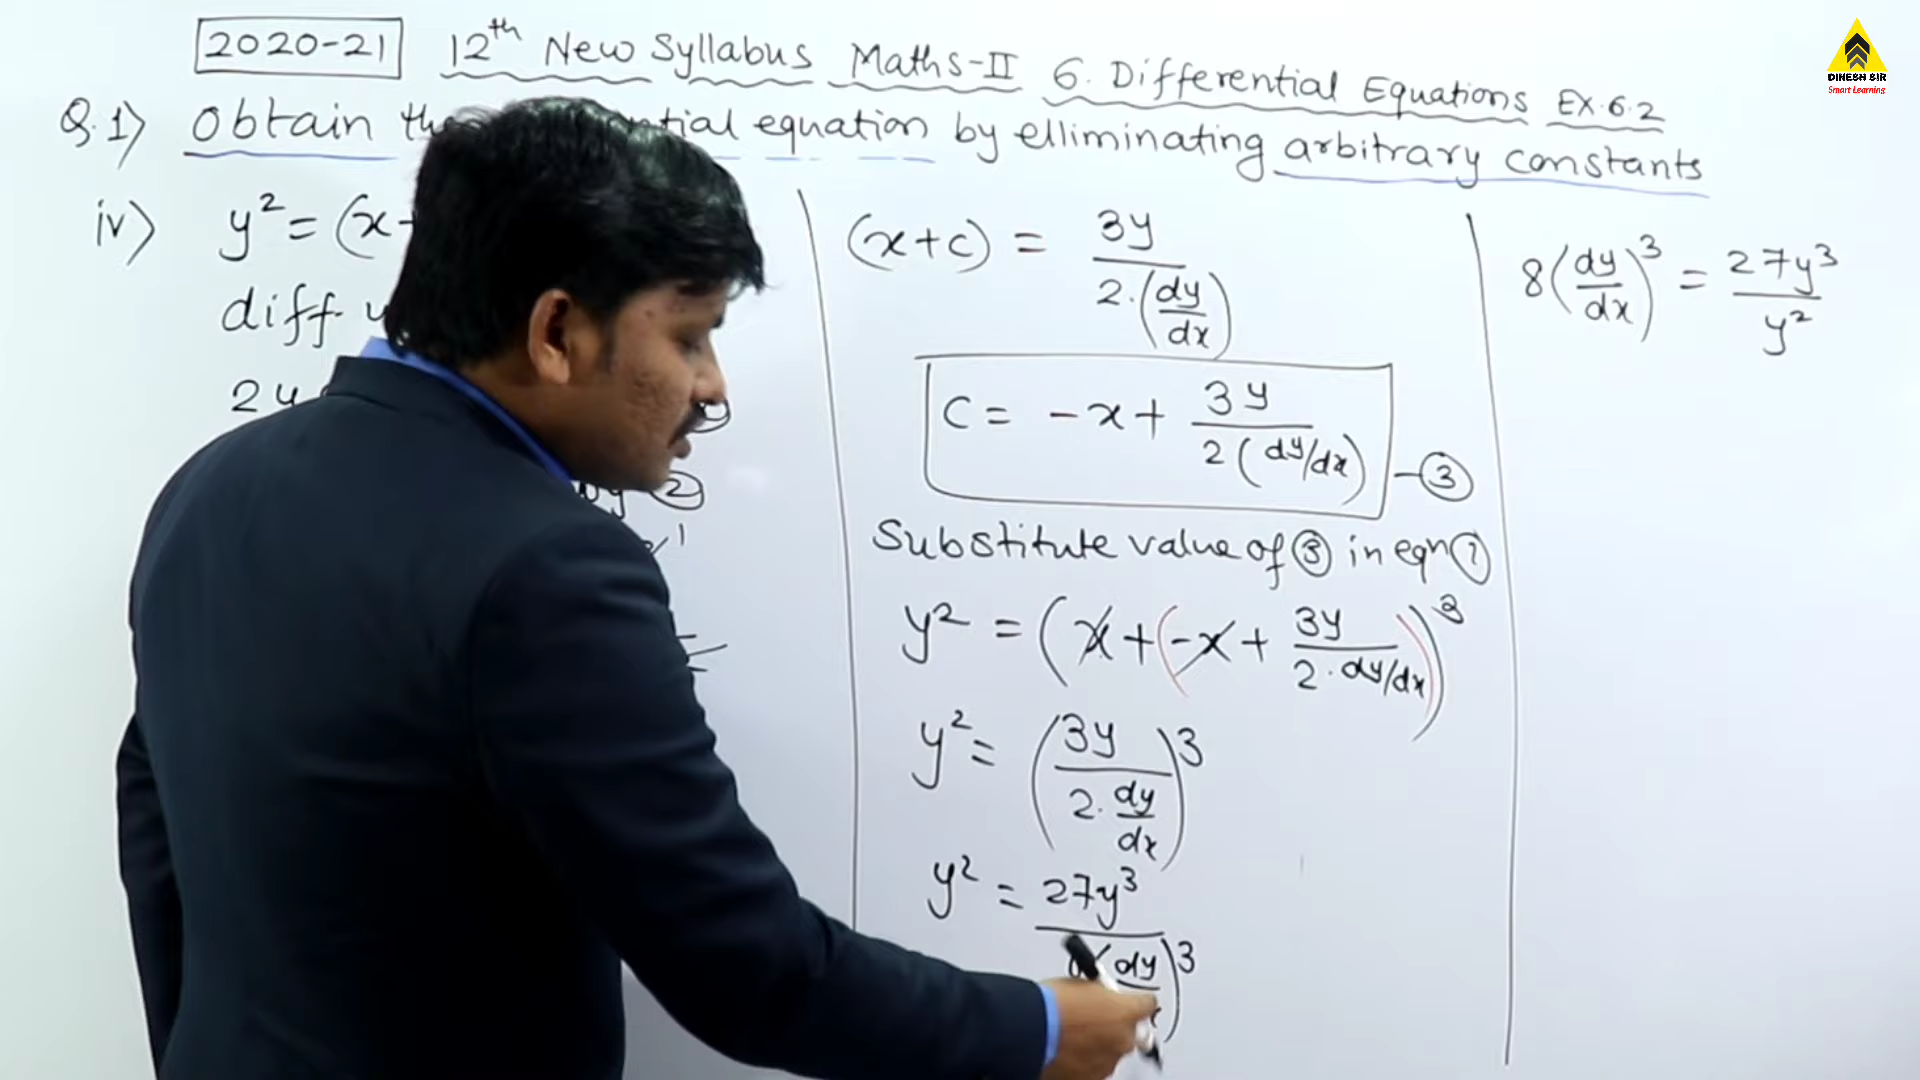 2020-21 12th New Syllabus Maths-II 6. Differential Equations EX.6.2
Q.1) Obtain equation by elliminating arbitrary constants
iv) y² = (x+
diff
2y
②
(x+c) = 3y / 2.(dy/dx)
C = -x + 3y / 2(dy/dx) —③
Substitute value of ③ in eqn ①
y² = (x+(-x+ 3y / 2.dy/dx))³
y² = (3y / 2.dy/dx)³
y² = 27y³ / (dy/ )³
8(dy/dx)³ = 27y³ / y²
DINESH SIR
Smart Learning